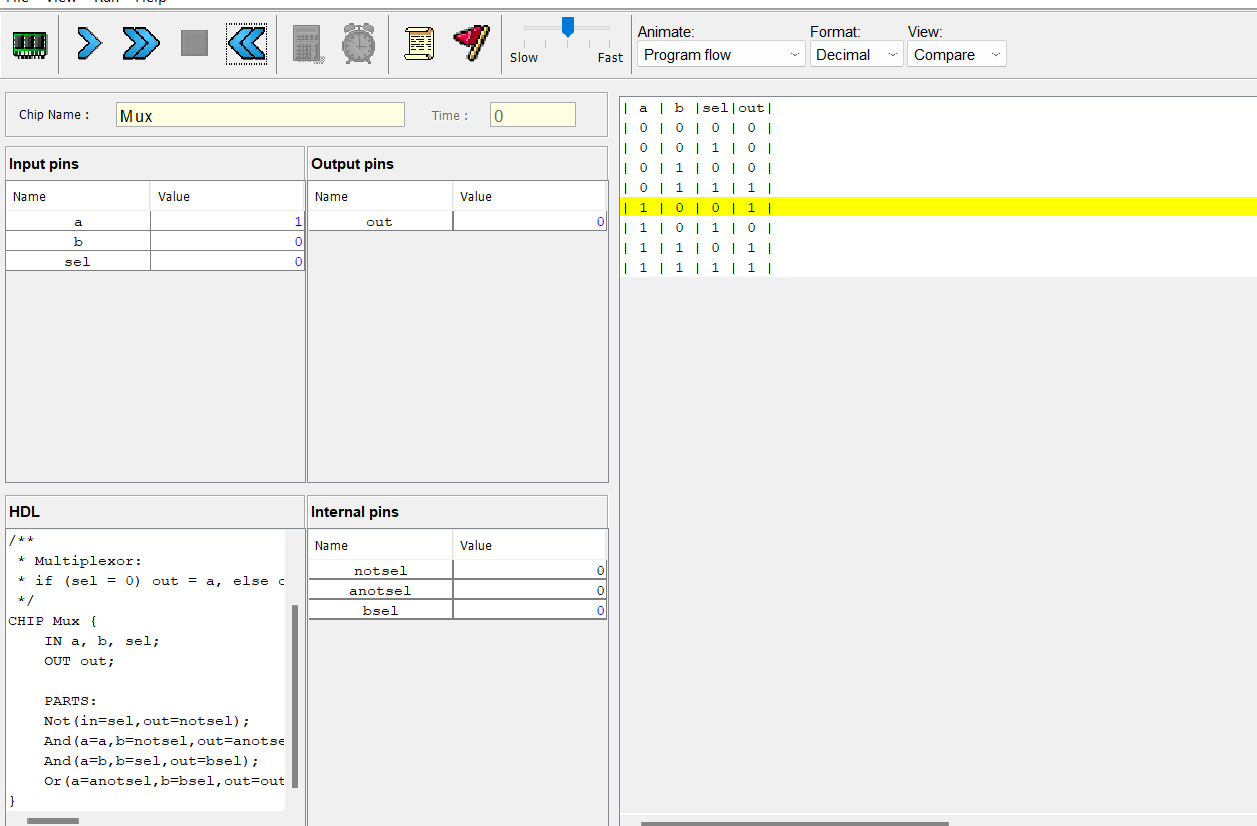 Slow
Fast
Animate:
Program flow
Format:
Decimal
View:
Compare
Chip Name :
Mux
Time :
0
Input pins
Name Value
a 1
b 0
sel 0
Output pins
Name Value
out 0
HDL
/**
* Multiplexor:
* if (sel = 0) out = a, else
*/
CHIP Mux {
IN a, b, sel;
OUT out;
PARTS:
Not(in=sel,out=notsel);
And(a=a,b=notsel,out=anotse
And(a=b,b=sel,out=bsel);
Or(a=anotsel,b=bsel,out=out
}
Internal pins
Name Value
notsel 0
anotsel 0
bsel 0
| a | b |sel|out|
| 0 | 0 | 0 | 0 |
| 0 | 0 | 1 | 0 |
| 0 | 1 | 0 | 0 |
| 0 | 1 | 1 | 1 |
| 1 | 0 | 0 | 1 |
| 1 | 0 | 1 | 0 |
| 1 | 1 | 0 | 1 |
| 1 | 1 | 1 | 1 |